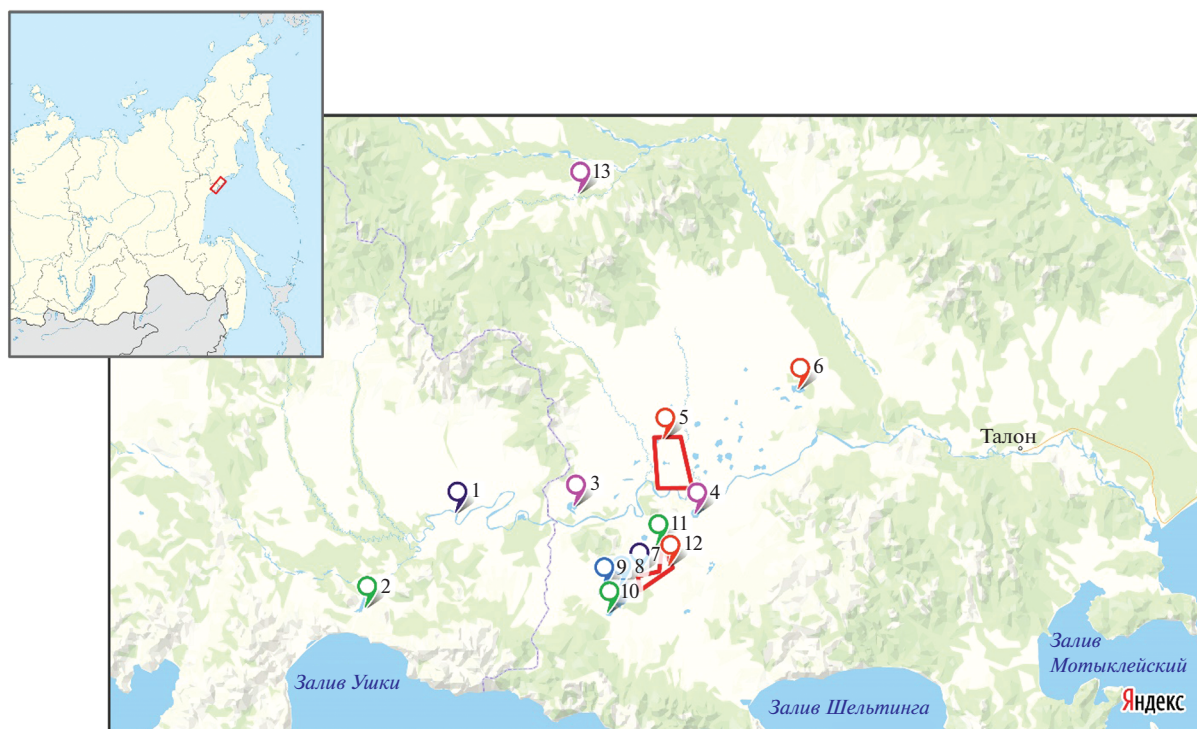 13
6
5
Талон
1
3
4
11
12
7
9
8
2
10
Залив
Мотыклейский
Залив Ушки
Залив Шельтинга
Яндекс